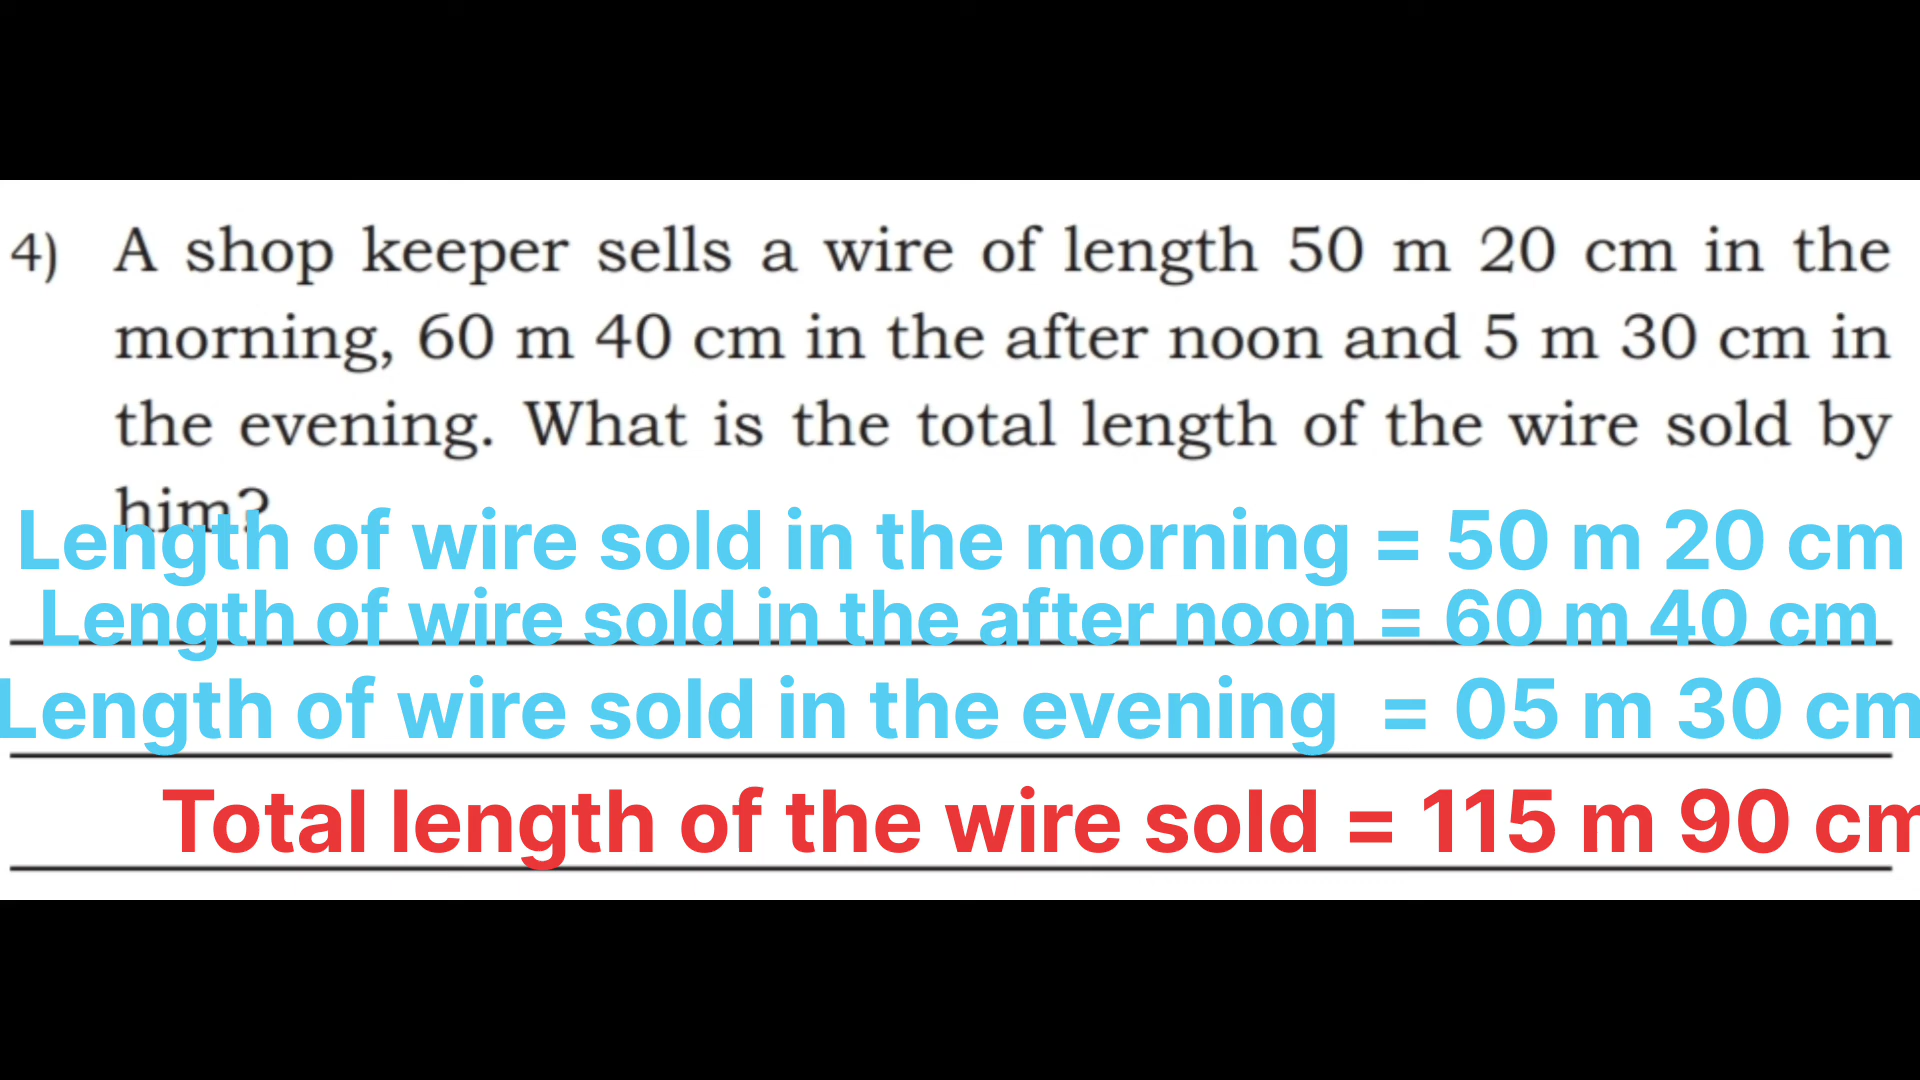 4) A shop keeper sells a wire of length 50 m 20 cm in the
morning, 60 m 40 cm in the after noon and 5 m 30 cm in
the evening. What is the total length of the wire sold by
him?
Length of wire sold in the morning = 50 m 20 cm
Length of wire sold in the after noon = 60 m 40 cm
Length of wire sold in the evening = 05 m 30 cm
Total length of the wire sold = 115 m 90 cm